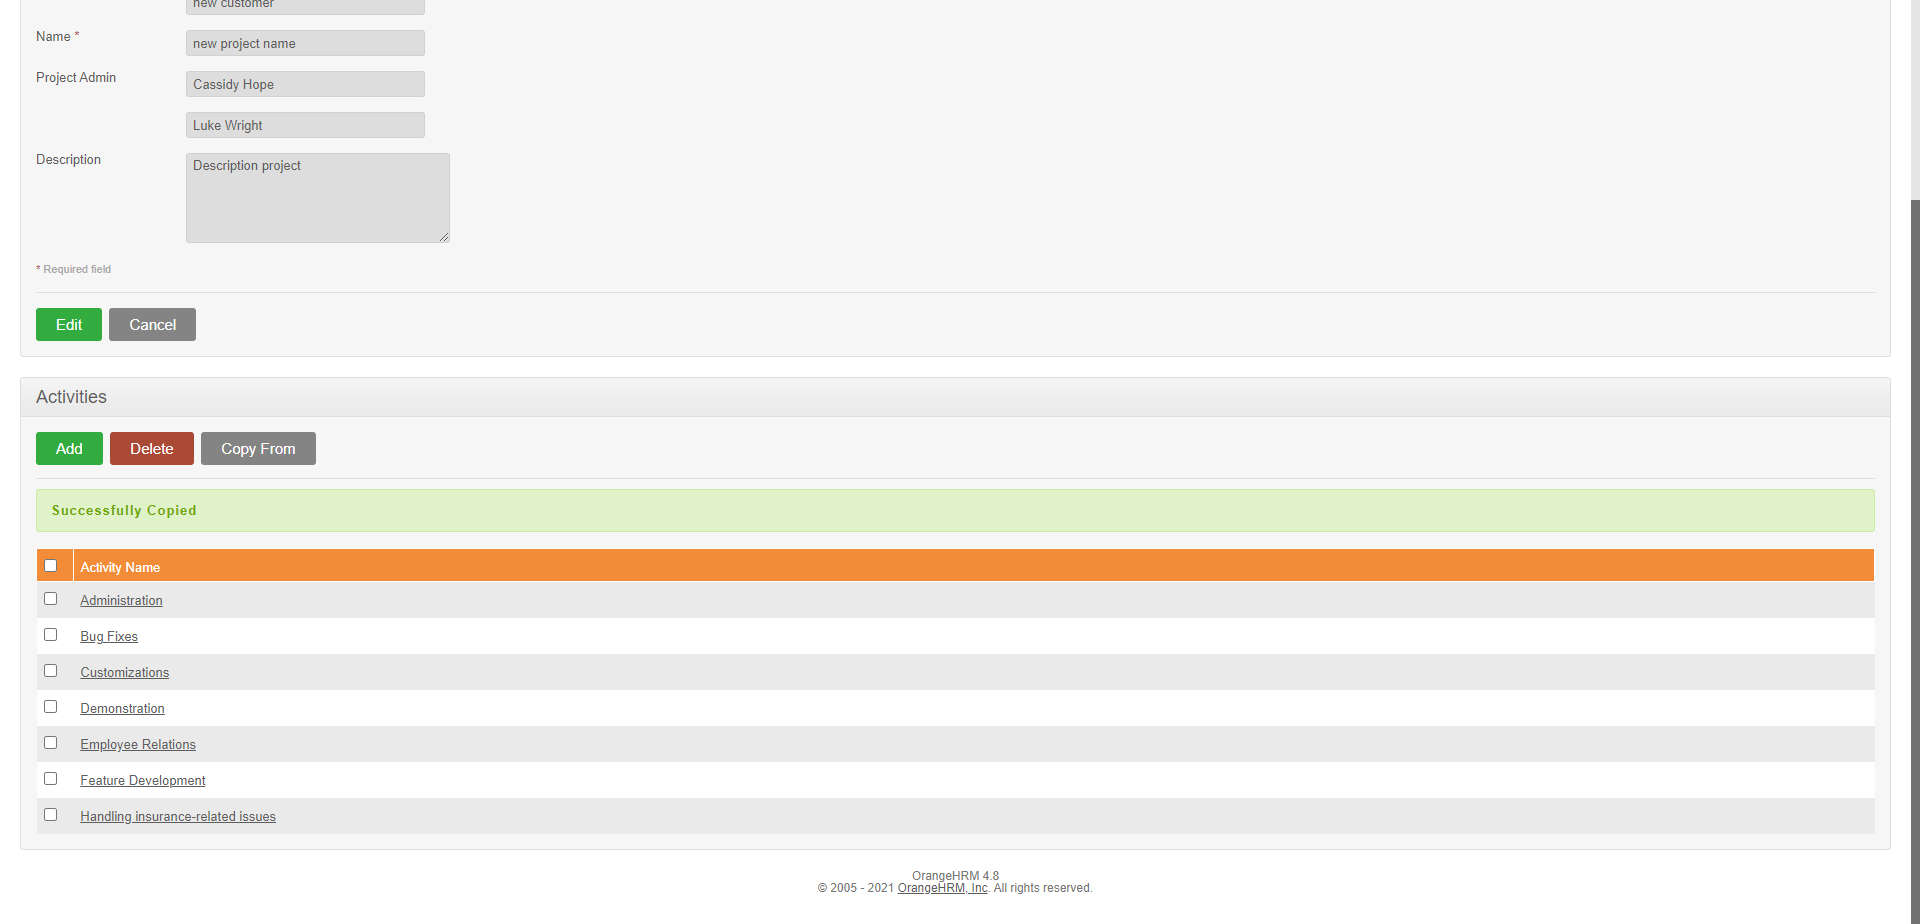 new customer
Name *
new project name
Project Admin
Cassidy Hope
Luke Wright
Description
Description project
* Required field
Edit
Cancel
Activities
Add
Delete
Copy From
Successfully Copied
Activity Name
Administration
Bug Fixes
Customizations
Demonstration
Employee Relations
Feature Development
Handling insurance-related issues
OrangeHRM 4.8
© 2005 - 2021 OrangeHRM, Inc. All rights reserved.